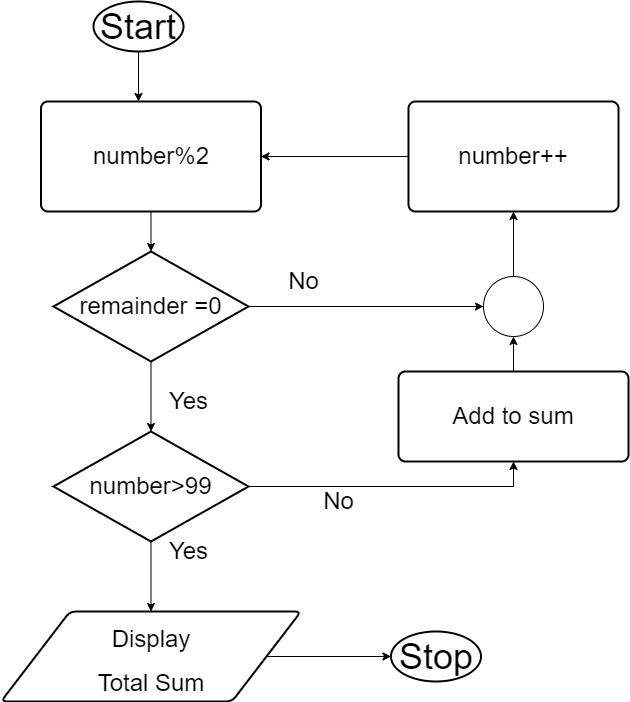 Start
number%2
number++
remainder =0
No
Yes
Add to sum
number>99
No
Yes
Display
Total Sum
Stop